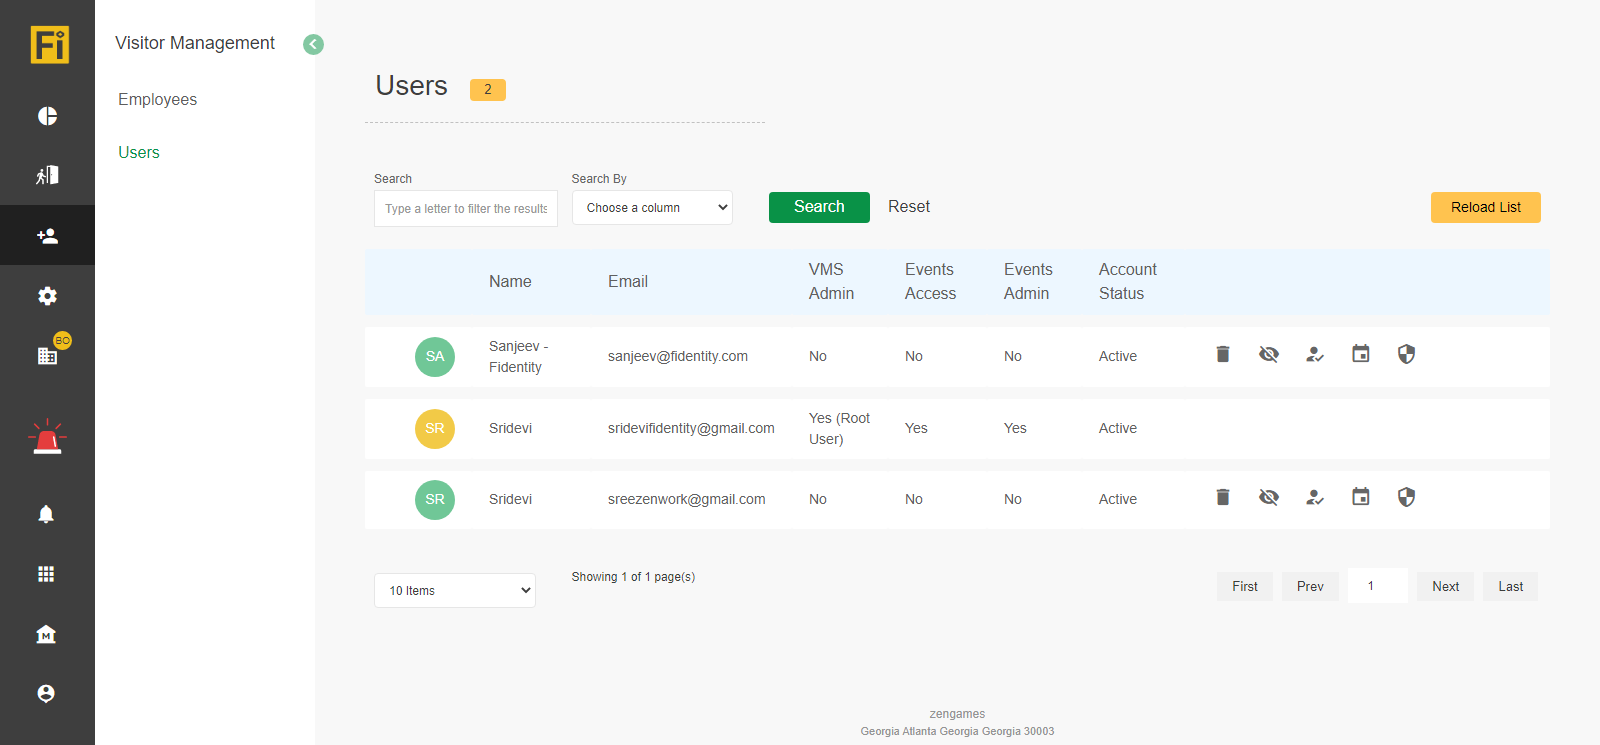 Fi
Visitor Management
Employees
Users
BO
Users 2
Search
Type a letter to filter the results
Search By
Choose a column
Search
Reset
Reload List
Name
Email
VMS
Admin
Events
Access
Events
Admin
Account
Status
SA
Sanjeev -
Fidentity
sanjeev@fidentity.com
No
No
No
Active
SR
Sridevi
sridevifidentity@gmail.com
Yes (Root
User)
Yes
Yes
Active
SR
Sridevi
sreezenwork@gmail.com
No
No
No
Active
10 Items
Showing 1 of 1 page(s)
First
Prev
1
Next
Last
M
zengames
Georgia Atlanta Georgia Georgia 30003